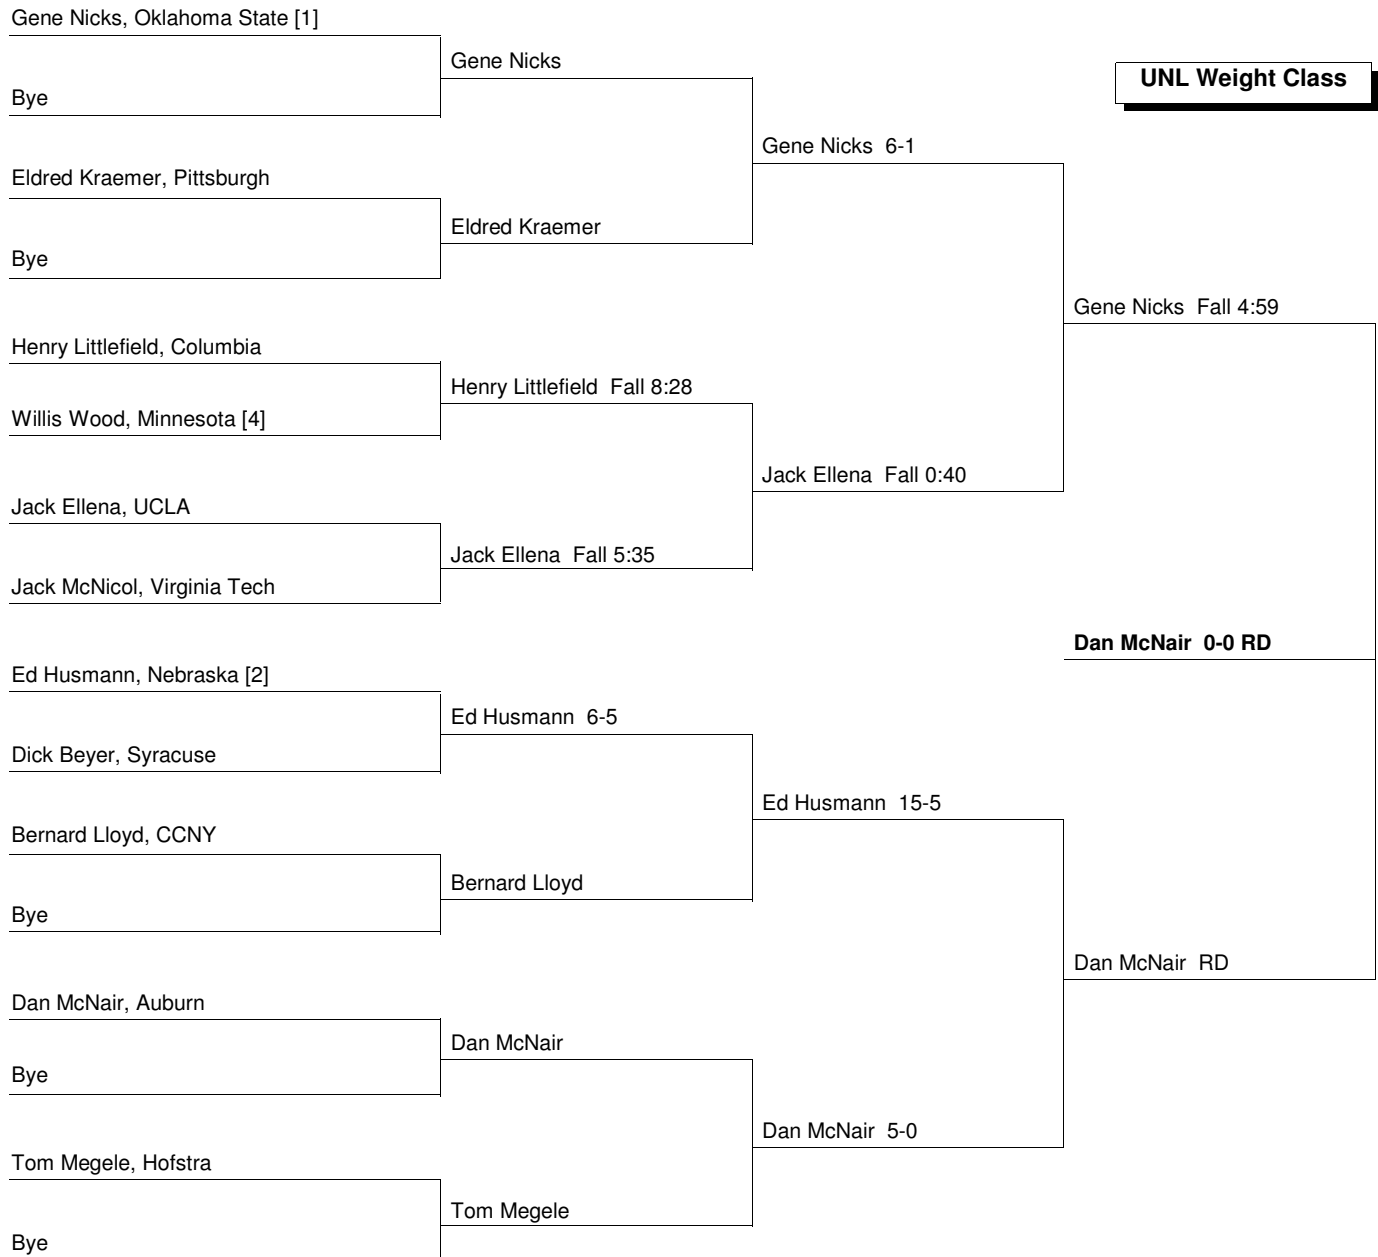 Gene Nicks, Oklahoma State [1]
Gene Nicks
UNL Weight Class
Bye
Gene Nicks 6-1
Eldred Kraemer, Pittsburgh
Eldred Kraemer
Bye
Gene Nicks Fall 4:59
Henry Littlefield, Columbia
Henry Littlefield Fall 8:28
Willis Wood, Minnesota [4]
Jack Ellena Fall 0:40
Jack Ellena, UCLA
Jack Ellena Fall 5:35
Jack McNicol, Virginia Tech
Dan McNair 0-0 RD
Ed Husmann, Nebraska [2]
Ed Husmann 6-5
Dick Beyer, Syracuse
Ed Husmann 15-5
Bernard Lloyd, CCNY
Bernard Lloyd
Bye
Dan McNair RD
Dan McNair, Auburn
Dan McNair
Bye
Dan McNair 5-0
Tom Megele, Hofstra
Tom Megele
Bye